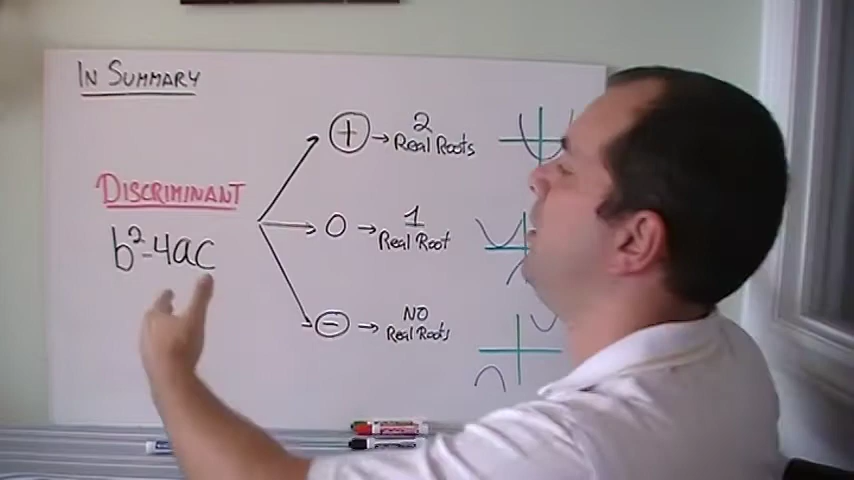 IN SUMMARY
+ → 2
Real Roots
DISCRIMINANT
b²-4ac
0 → 1
Real Root
- → NO
Real Roots